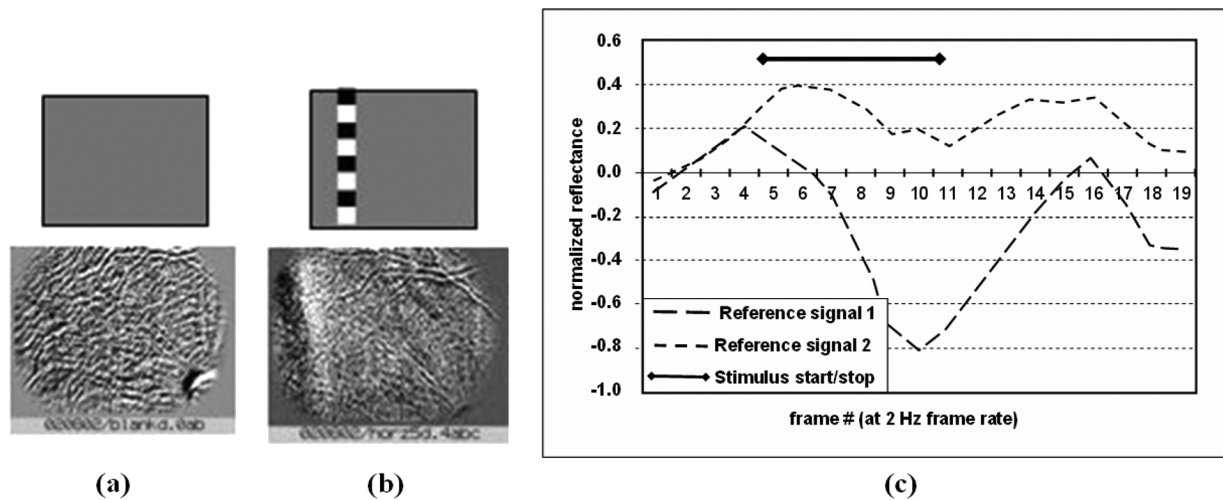 020802/blankd.0ab
(a)
020802/horz5d.4abc
(b)
0.6
0.4
0.2
0.0
-0.2
-0.4
-0.6
-0.8
-1.0
normalized reflectance
1 2 3 4 5 6 7 8 9 10 11 12 13 14 15 16 17 18 19
Reference signal 1
Reference signal 2
Stimulus start/stop
frame # (at 2 Hz frame rate)
(c)